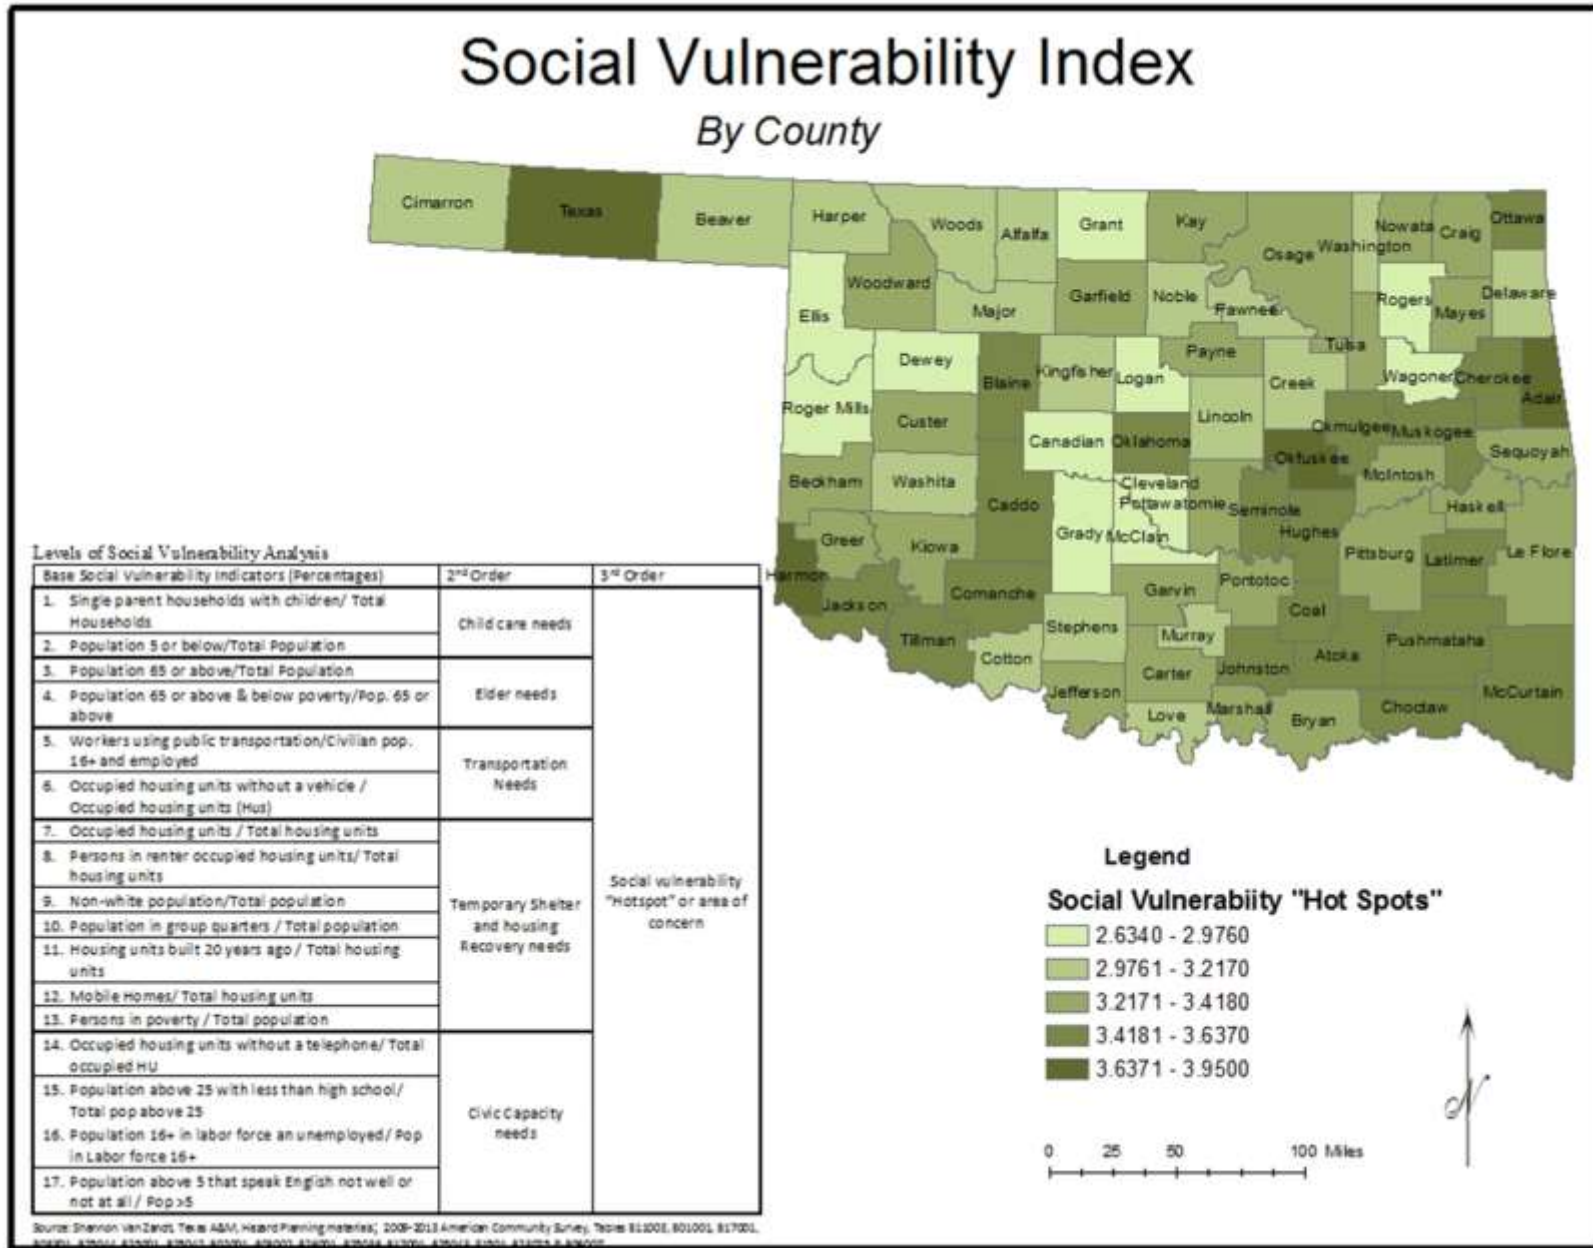 Social Vulnerability Index
By County
Cimarron
Texas
Beaver
Harper
Woods
Alfalfa
Grant
Kay
Osage
Washington
Nowata
Craig
Ottawa
Ellis
Woodward
Major
Garfield
Noble
Pawnee
Rogers
Mayes
Delaware
Dewey
Blaine
Kingfisher
Logan
Payne
Creek
Tulsa
Wagoner
Cherokee
Adair
Roger Mills
Custer
Canadian
Oklahoma
Lincoln
Okmulgee
Muskogee
Okfuskee
Sequoyah
Beckham
Washita
Caddo
Cleveland
Pottawatomie
Seminole
McIntosh
Haskell
Greer
Kiowa
Grady
McClain
Hughes
Pittsburg
Latimer
Le Flore
Harmon
Jackson
Comanche
Garvin
Pontotoc
Coal
Tillman
Stephens
Murray
Cotton
Carter
Johnston
Atoka
Pushmataha
Jefferson
Love
Marshall
Bryan
Choctaw
McCurtain
Levels of Social Vulnerability Analysis
Base Social Vulnerability Indicators (Percentages)
2nd Order
3rd Order
1. Single parent households with children/ Total
Households
2. Population 5 or below/Total Population
Child care needs
3. Population 65 or above/Total Population
4. Population 65 or above & below poverty/Pop. 65 or
above
Elder needs
5. Workers using public transportation/Civilian pop.
16+ and employed
6. Occupied housing units without a vehicle /
Occupied housing units (Hus)
Transportation
Needs
7. Occupied housing units / Total housing units
8. Persons in renter occupied housing units/ Total
housing units
9. Non-white population/Total population
10. Population in group quarters / Total population
11. Housing units built 20 years ago / Total housing
units
12. Mobile Homes/ Total housing units
13. Persons in poverty / Total population
Temporary Shelter
and housing
Recovery needs
14. Occupied housing units without a telephone/ Total
occupied HU
15. Population above 25 with less than high school/
Total pop above 25
16. Population 16+ in labor force an unemployed/ Pop
in Labor force 16+
17. Population above 5 that speak English not well or
not at all / Pop >5
Civic Capacity
needs
Social vulnerability
"Hotspot" or area of
concern
Source: Shannon Van Zandt, Texas A&M, Hazard Planning materials; 2009-2013 American Community Survey, Tables
Legend
Social Vulnerabiity "Hot Spots"
2.6340 - 2.9760
2.9761 - 3.2170
3.2171 - 3.4180
3.4181 - 3.6370
3.6371 - 3.9500
0 25 50 100 Miles
N